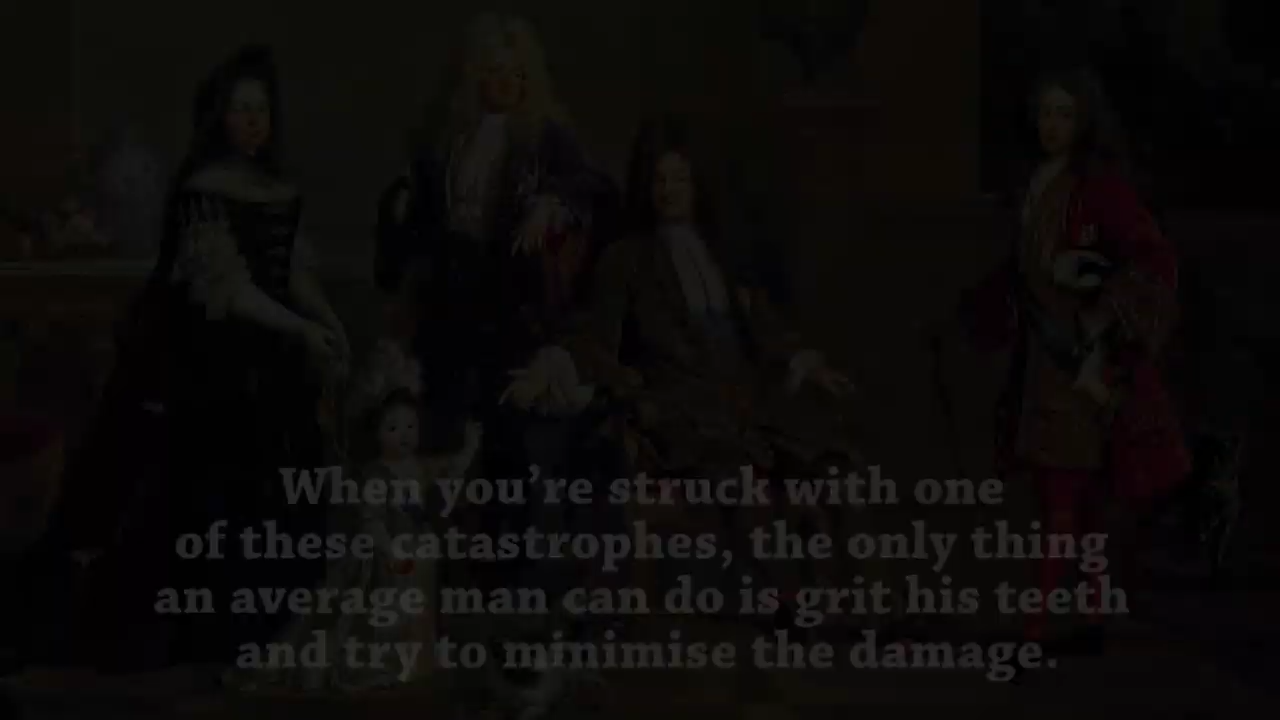 When you’re struck with one
of these catastrophes, the only thing
an average man can do is grit his teeth
and try to minimise the damage.